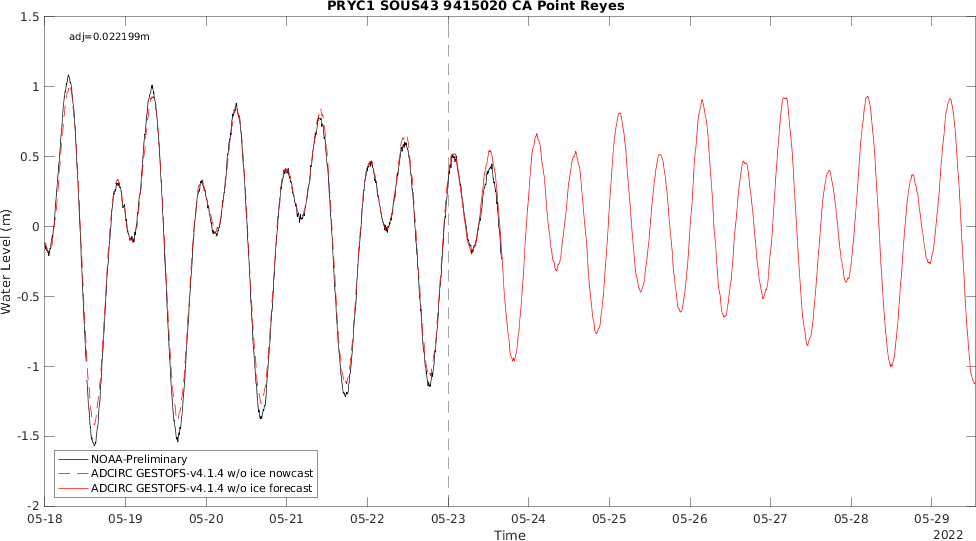 PRYC1 SOUS43 9415020 CA Point Reyes
adj=0.022199m
1.5
1
0.5
0
-0.5
-1
-1.5
-2
Water Level (m)
NOAA-Preliminary
ADCIRC GESTOFS-v4.1.4 w/o ice nowcast
ADCIRC GESTOFS-v4.1.4 w/o ice forecast
05-18 05-19 05-20 05-21 05-22 05-23 05-24 05-25 05-26 05-27 05-28 05-29
Time
2022